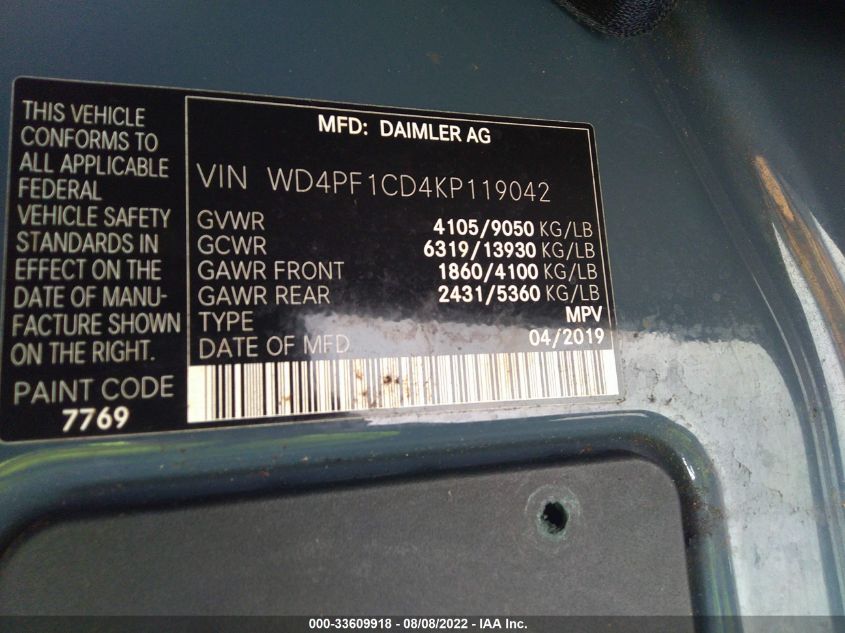 THIS VEHICLE
CONFORMS TO
ALL APPLICABLE
FEDERAL
VEHICLE SAFETY
STANDARDS IN
EFFECT ON THE
DATE OF MANU-
FACTURE SHOWN
ON THE RIGHT.
PAINT CODE
7769
MFD: DAIMLER AG
VIN WD4PF1CD4KP119042
GVWR 4105/9050 KG/LB
GCWR 6319/13930 KG/LB
GAWR FRONT 1860/4100 KG/LB
GAWR REAR 2431/5360 KG/LB
TYPE MPV
DATE OF MFD 04/2019
000-33609918 - 08/08/2022 - IAA Inc.